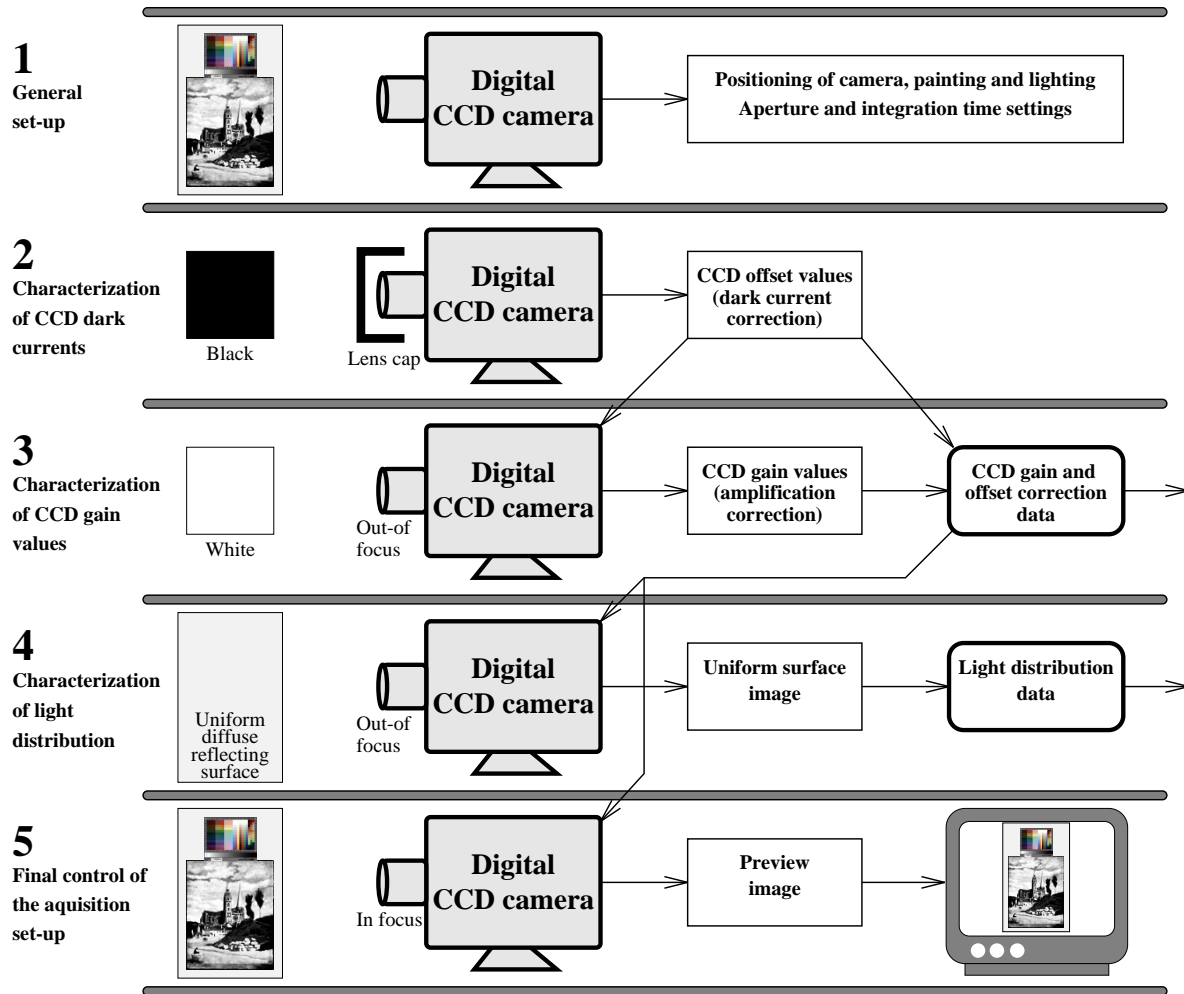 1
General
set-up
Digital
CCD camera
Positioning of camera, painting and lighting
Aperture and integration time settings
2
Characterization
of CCD dark
currents
Black
Lens cap
Digital
CCD camera
CCD offset values
(dark current
correction)
3
Characterization
of CCD gain
values
White
Out-of
focus
Digital
CCD camera
CCD gain values
(amplification
correction)
CCD gain and
offset correction
data
4
Characterization
of light
distribution
Uniform
diffuse
reflecting
surface
Out-of
focus
Digital
CCD camera
Uniform surface
image
Light distribution
data
5
Final control of
the aquisition
set-up
In focus
Digital
CCD camera
Preview
image